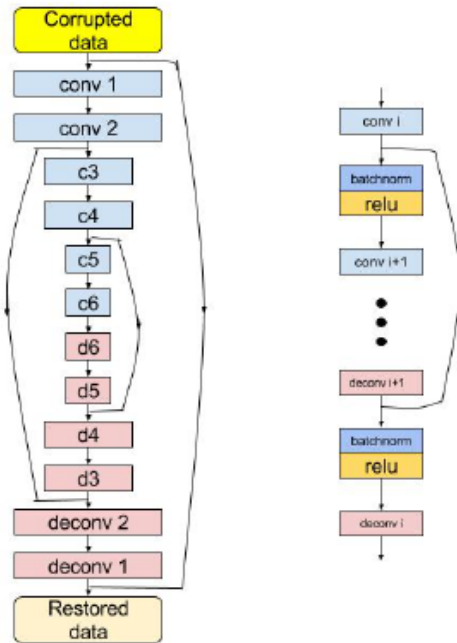 Corrupted
data
conv 1
conv 2
c3
c4
c5
c6
d6
d5
d4
d3
deconv 2
deconv 1
Restored
data
conv i
batchnorm
relu
conv i+1
deconv i+1
batchnorm
relu
deconv i